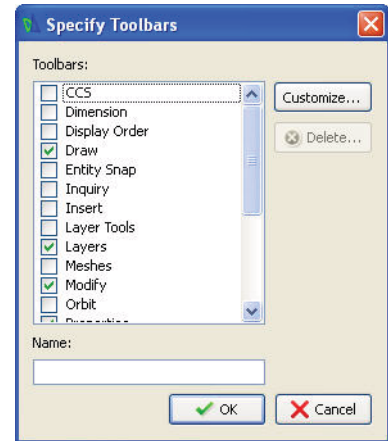 Specify Toolbars
Toolbars:
CCS
Customize...
Dimension
Display Order
Delete...
Draw
Entity Snap
Inquiry
Insert
Layer Tools
Layers
Meshes
Modify
Orbit
Name:
OK
Cancel